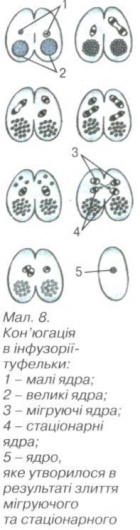 1
2
3
4
5
Мал. 8.
Кон'югація
в інфузорії-
туфельки:
1 – малі ядра;
2 – великі ядра;
3 – мігруючі ядра;
4 – стаціонарні
ядра;
5 – ядро,
яке утворилося в
результаті злиття
мігруючого
та стаціонарного